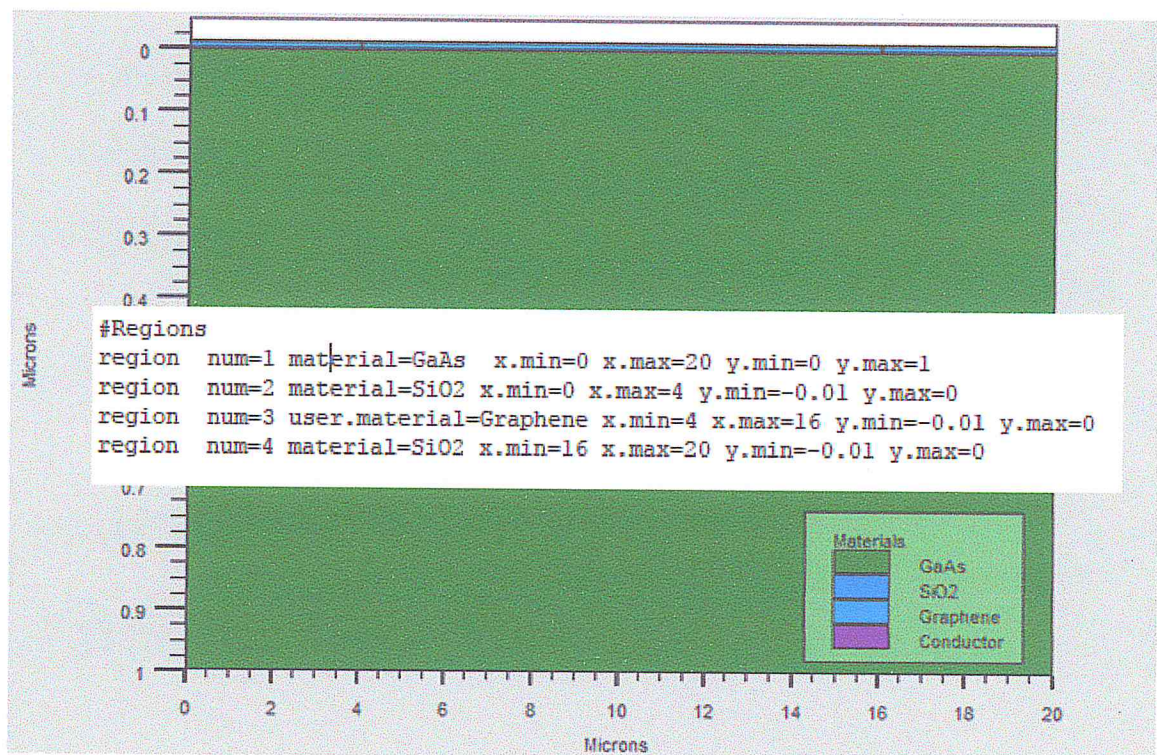 0
0.1
0.2
0.3
0.4
#Regions
region  num=1 material=GaAs  x.min=0 x.max=20 y.min=0 y.max=1
region  num=2 material=SiO2 x.min=0 x.max=4 y.min=-0.01 y.max=0
region  num=3 user.material=Graphene x.min=4 x.max=16 y.min=-0.01 y.max=0
region  num=4 material=SiO2 x.min=16 x.max=20 y.min=-0.01 y.max=0
Microns
0.7
0.8
0.9
1
Materials
GaAs
SiO2
Graphene
Conductor
0 2 4 6 8 10 12 14 16 18 20
Microns